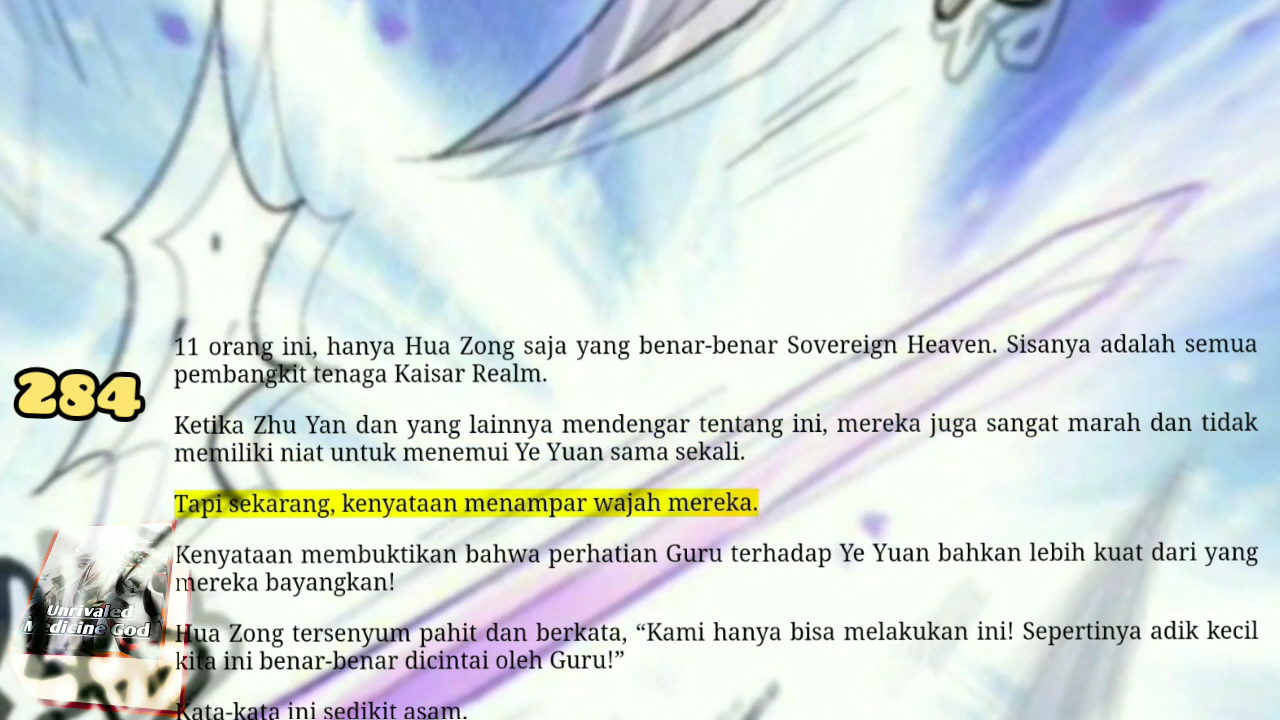 11 orang ini, hanya Hua Zong saja yang benar-benar Sovereign Heaven. Sisanya adalah semua
pembangkit tenaga Kaisar Realm.
284
Ketika Zhu Yan dan yang lainnya mendengar tentang ini, mereka juga sangat marah dan tidak
memiliki niat untuk menemui Ye Yuan sama sekali.
Tapi sekarang, kenyataan menampar wajah mereka.
Kenyataan membuktikan bahwa perhatian Guru terhadap Ye Yuan bahkan lebih kuat dari yang
mereka bayangkan!
Unrivaled
Medicine God
Hua Zong tersenyum pahit dan berkata, “Kami hanya bisa melakukan ini! Sepertinya adik kecil
kita ini benar-benar dicintai oleh Guru!”
Kata-kata ini sedikit asam.